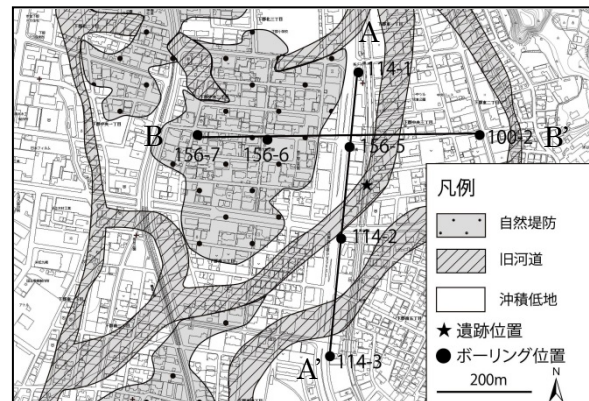 A
114-1
B
156-7
156-6
156-5
100-2
B'
114-2
A'
114-3
凡例
自然堤防
旧河道
沖積低地
★ 遺跡位置
● ボーリング位置
200m
N